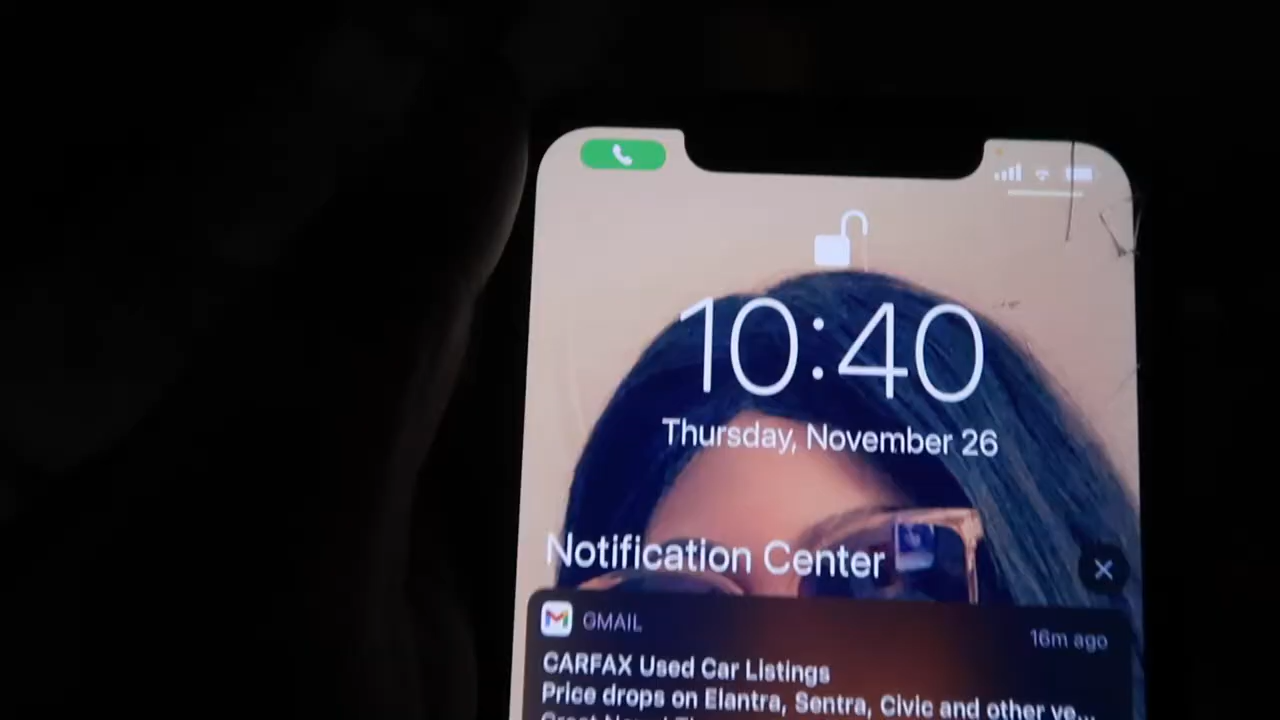 10:40
Thursday, November 26
Notification Center
GMAIL
16m ago
CARFAX Used Car Listings
Price drops on Elantra, Sentra, Civic and other ve...